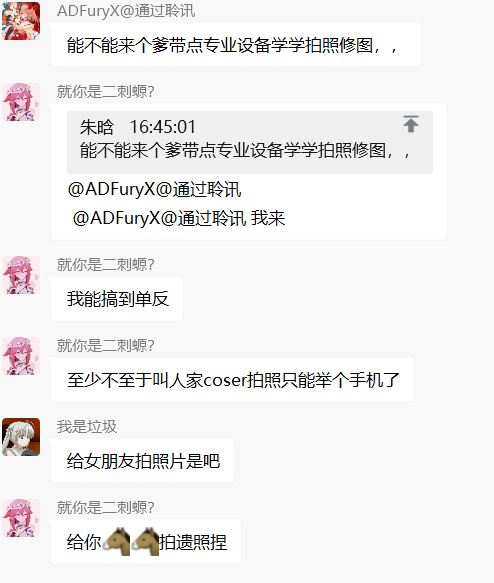 ADFuryX@通过聆讯
能不能来个爹带点专业设备学学拍照修图，，
就你是二刺螈?
朱晗 16:45:01
能不能来个爹带点专业设备学学拍照修图，，
@ADFuryX@通过聆讯
@ADFuryX@通过聆讯 我来
就你是二刺螈?
我能搞到单反
就你是二刺螈?
至少不至于叫人家coser拍照只能举个手机了
我是垃圾
给女朋友拍照片是吧
就你是二刺螈?
给你🐴🐴拍遗照捏